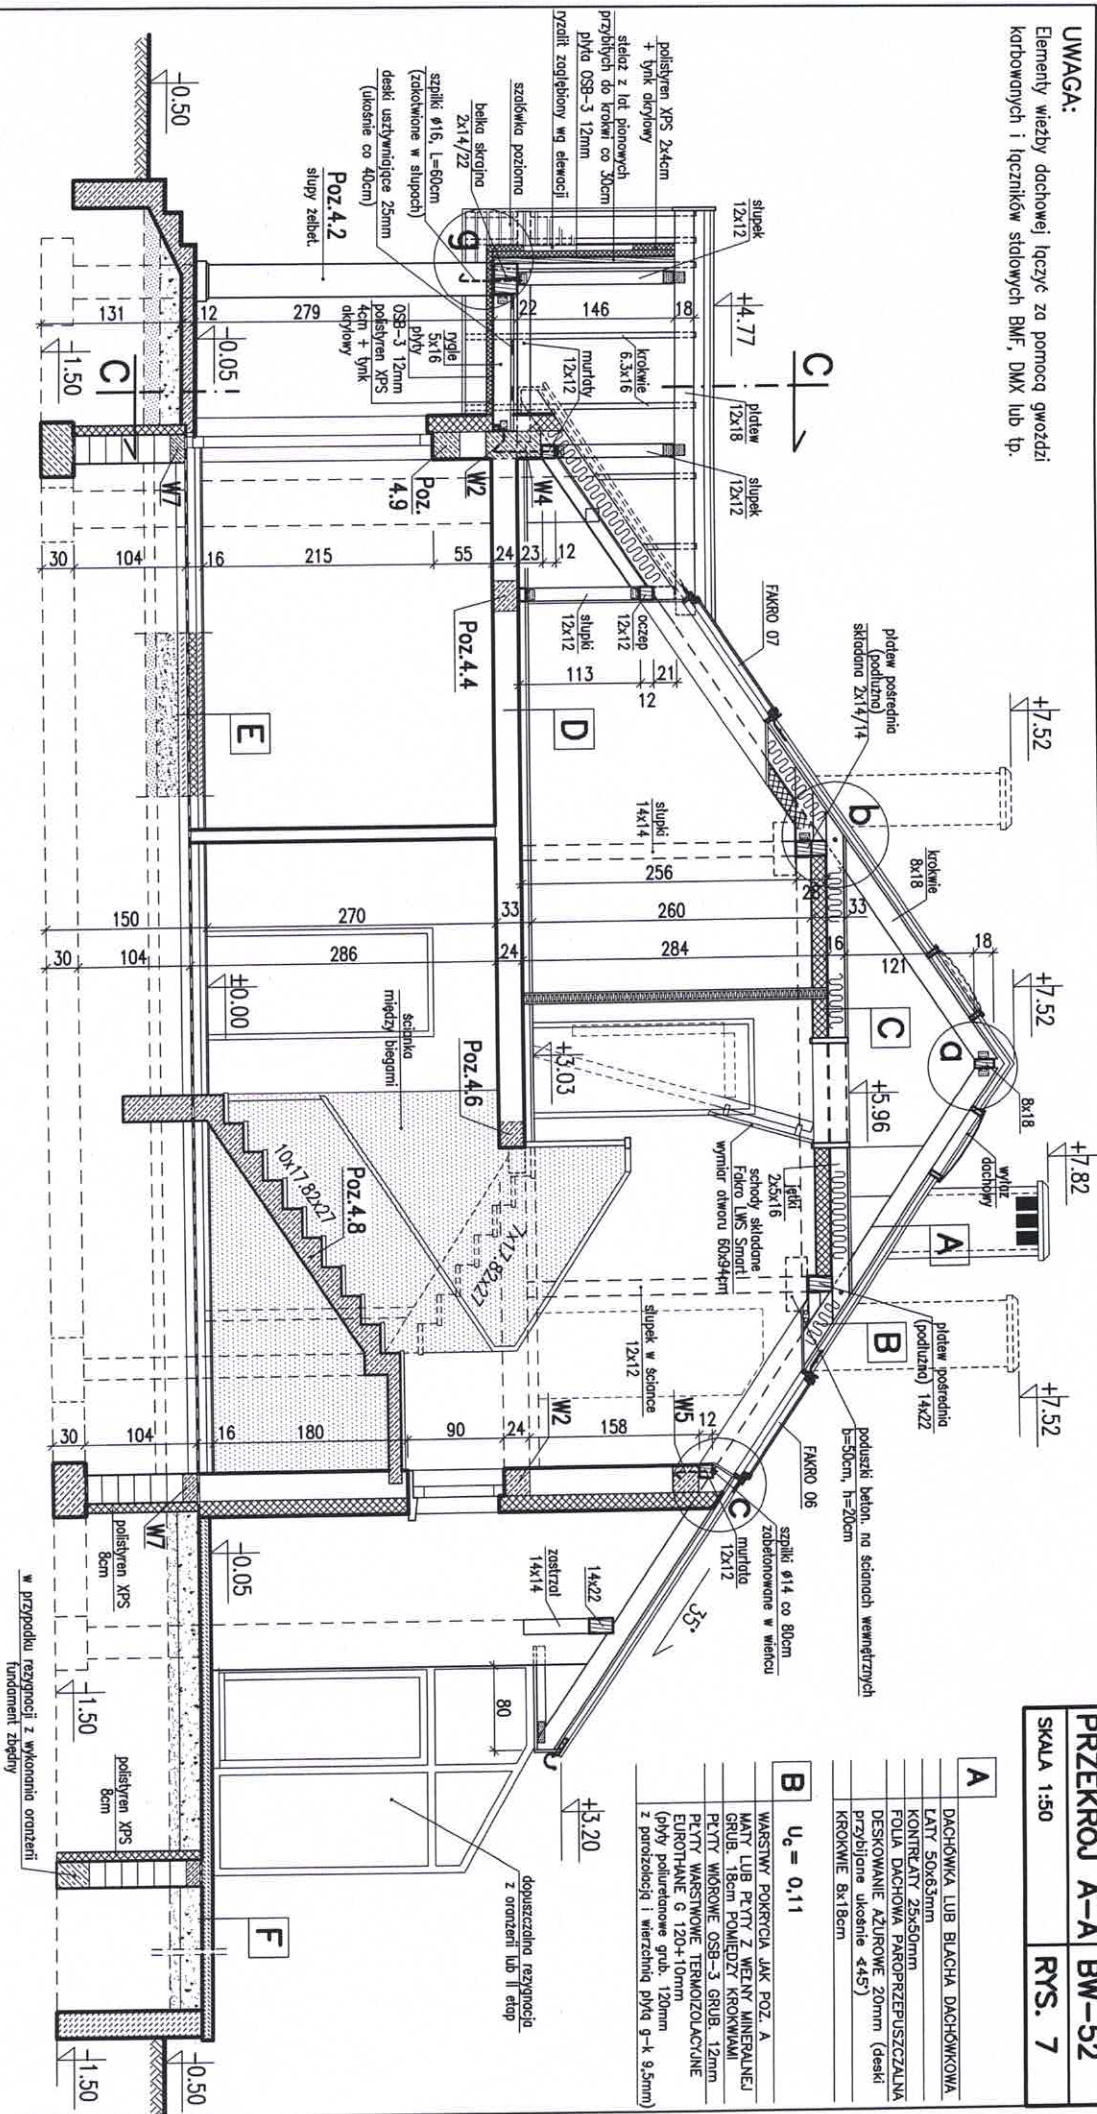 UWAGA:
Elementy więźby dachowej łączyć za pomocą gwoździ
karbowanych i łączników stalowych BMF, DMX lub tp.
PRZEKRÓJ A-A
BW-52
SKALA 1:50
RYS. 7
A
DACHÓWKA LUB BLACHA DACHÓWKOWA
ŁATY 50x63mm
KONTRŁATY 25x50mm
FOLIA DACHOWA PAROPRZEPUSZCZALNA
DESKOWANIE AŻUROWE 20mm (deski
przybijane ukośnie ∢45°)
KROKWIE 8x18cm
B
Uc = 0,11
WARSTWY POKRYCIA JAK POZ. A
MATY LUB PŁYTY Z WEŁNY MINERALNEJ
GRUB. 18cm POMIĘDZY KROKWIAMI
PŁYTY WIÓROWE OSB-3 GRUB. 12mm
PŁYTY WARSTWOWE TERMOIZOLACYJNE
EUROTHANE G 120+10mm
(płyty poliuretanowe grub. 120mm
z paroizolacją i wierzchnią płytą g-k 9,5mm)
+7.52
+7.52
+7.82
+7.52
+4.77
C
płatew
12x18
słupek
12x12
słupek
12x12
krokwie
6.3x16
murłaty
12x12
polistyren XPS 2x4cm
+ tynk akrylowy
stelaż z łat pionowych
przybitych do krokwi co 30cm
płyta OSB-3 12mm
ryzalit zagłębiony wg elewacji
szalówka pozioma
belka skrajna
2x14/22
szpilki ø16, L=60cm
(zakotwione w słupach)
deski usztywniające 25mm
(ukośnie co 40cm)
g
rygle
5x16
płyty
OSB-3 12mm
polistyren XPS
4cm + tynk
akrylowy
18
146
22
279
12
131
FAKRO 07
płatew pośrednia
(podłużna)
składana 2x14/14
b
krokwie
8x18
a
8x18
wyłaz
dachowy
A
płatew pośrednia
(podłużna) 14x22
B
poduszki beton. na ścianach wewnętrznych
b=50cm, h=20cm
FAKRO 06
szpilki ø14 co 80cm
zabetonowane w wieńcu
murłata
12x12
c
35°
C
+5.96
jętki
2x5x16
schody składane
Fakro LWS Smart
wymiar otworu 60x94cm
+3.03
słupki
14x14
słupek w ściance
12x12
oczep
12x12
słupki
12x12
21
12
113
12
23
24
55
215
16
104
30
18
121
16
284
24
286
104
30
33
260
256
33
270
150
12
158
24
90
180
16
104
30
W2
W4
W5
W2
W7
W7
Poz.
4.9
Poz.4.4
Poz.4.6
Poz.4.8
Poz.4.2
słupy żelbet.
D
E
F
C
10x17.82x27
7x17.82x27
ścianka
między biegami
±0.00
-0.50
-0.05
-1.50
-0.05
-1.50
-1.50
-0.50
+3.20
14x22
zastrzał
14x14
80
dopuszczalna rezygnacja
z oranżerii lub II etap
polistyren XPS
8cm
polistyren XPS
8cm
w przypadku rezygnacji z wykonania oranżerii
fundament zbędny